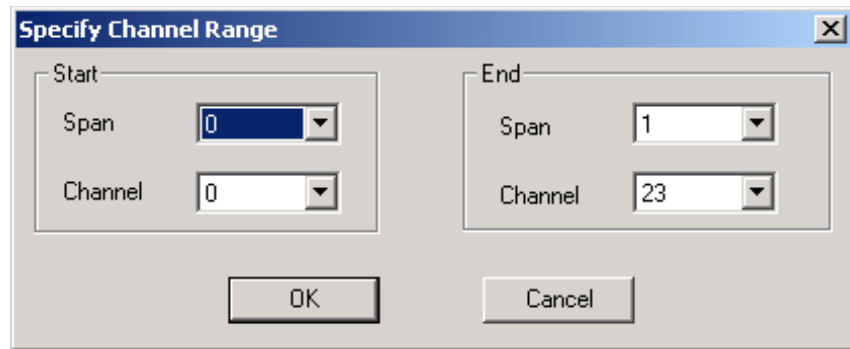 Specify Channel Range
Start
Span 0
Channel 0
End
Span 1
Channel 23
OK
Cancel